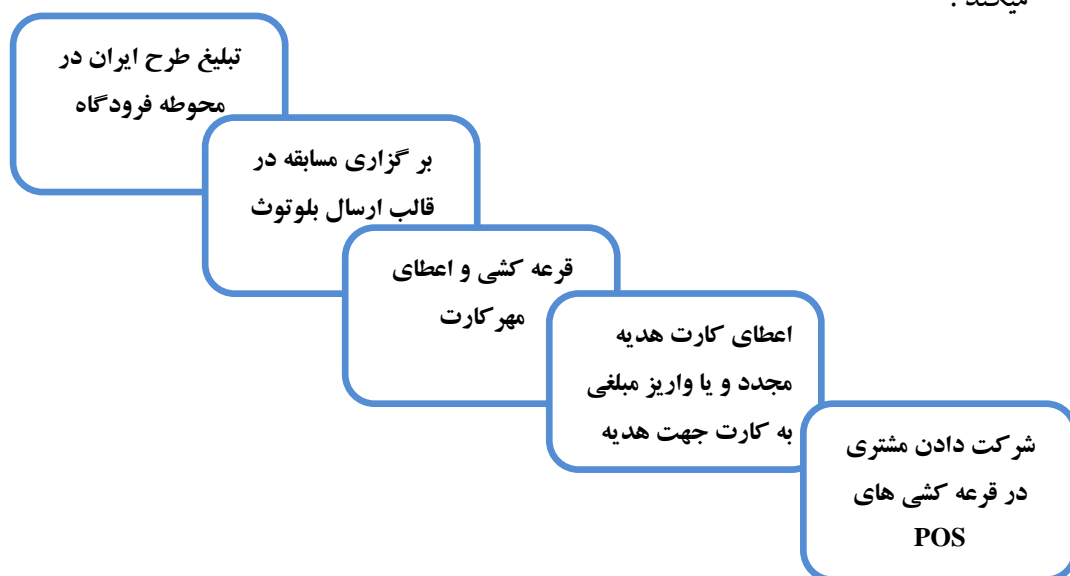 میکند :
تبلیغ طرح ایران در
محوطه فرودگاه
بر گزاری مسابقه در
قالب ارسال بلوتوث
قرعه کشی و اعطای
مهرکارت
اعطای کارت هدیه
مجدد و یا واریز مبلغی
به کارت جهت هدیه
شرکت دادن مشتری
در قرعه کشی های
POS